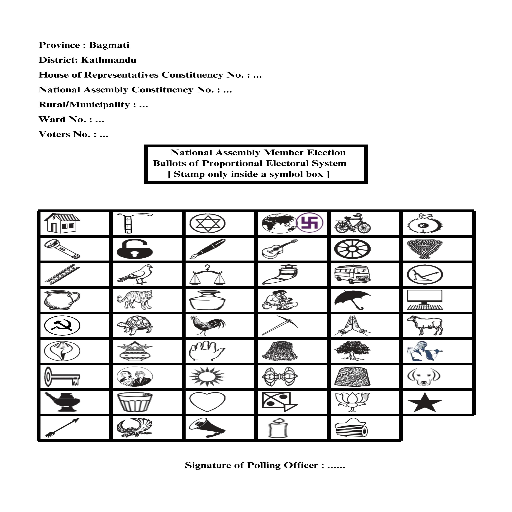 Province : Bagmati
District: Kathmandu
House of Representatives Constituency No. : ...
National Assembly Constituency No. : ...
Rural/Municipality : ...
Ward No. : ...
Voters No. : ...
National Assembly Member Election
Ballots of Proportional Electoral System
[ Stamp only inside a symbol box ]
Signature of Polling Officer : ......